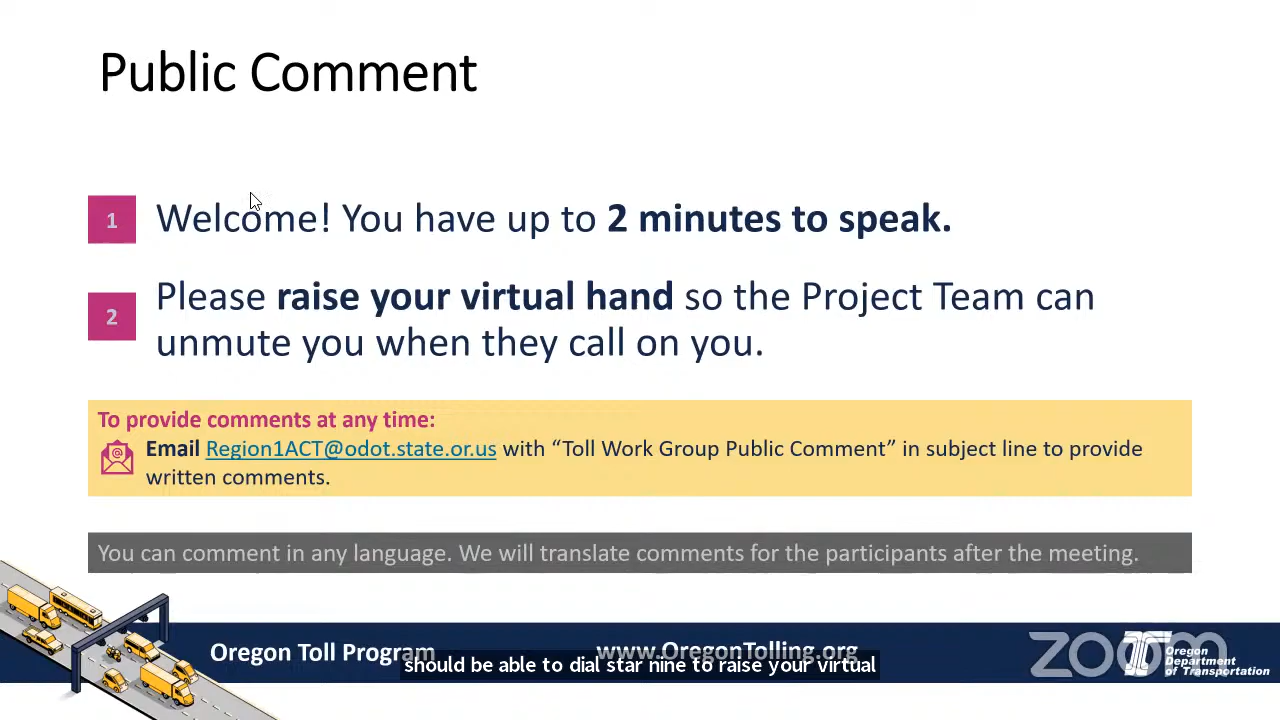 Public Comment
1
Welcome! You have up to 2 minutes to speak.
2
Please raise your virtual hand so the Project Team can
unmute you when they call on you.
To provide comments at any time:
Email Region1ACT@odot.state.or.us with “Toll Work Group Public Comment” in subject line to provide
written comments.
You can comment in any language. We will translate comments for the participants after the meeting.
Oregon Toll Program
www.OregonTolling.org
should be able to dial star nine to raise your virtual
zoom
Oregon
Department
of Transportation